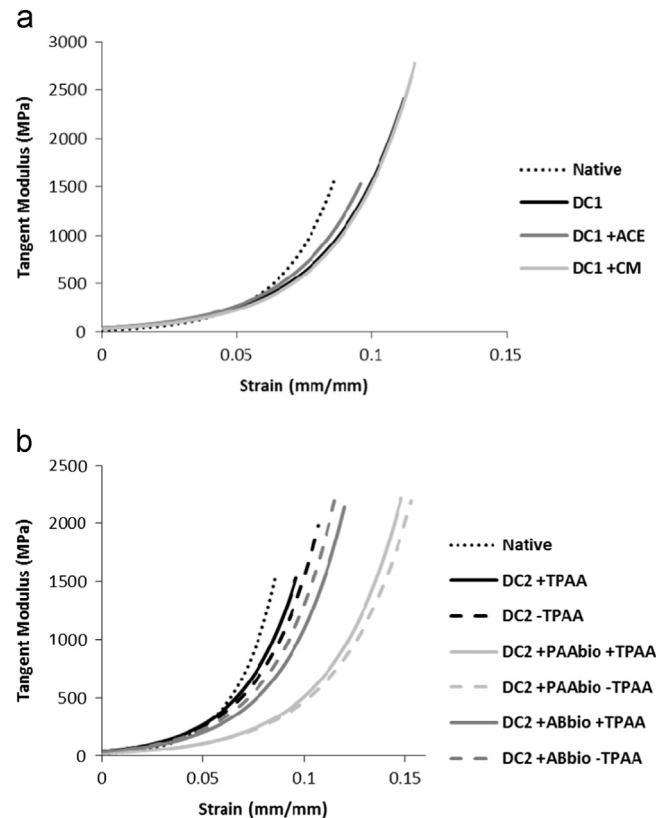 a
3000
2500
2000
1500
1000
500
0
Tangent Modulus (MPa)
0 0.05 0.1 0.15
Strain (mm/mm)
Native
DC1
DC1 +ACE
DC1 +CM
b
2500
2000
1500
1000
500
0
Tangent Modulus (MPa)
0 0.05 0.1 0.15
Strain (mm/mm)
Native
DC2 +TPAA
DC2 -TPAA
DC2 +PAAbio +TPAA
DC2 +PAAbio -TPAA
DC2 +ABbio +TPAA
DC2 +ABbio -TPAA